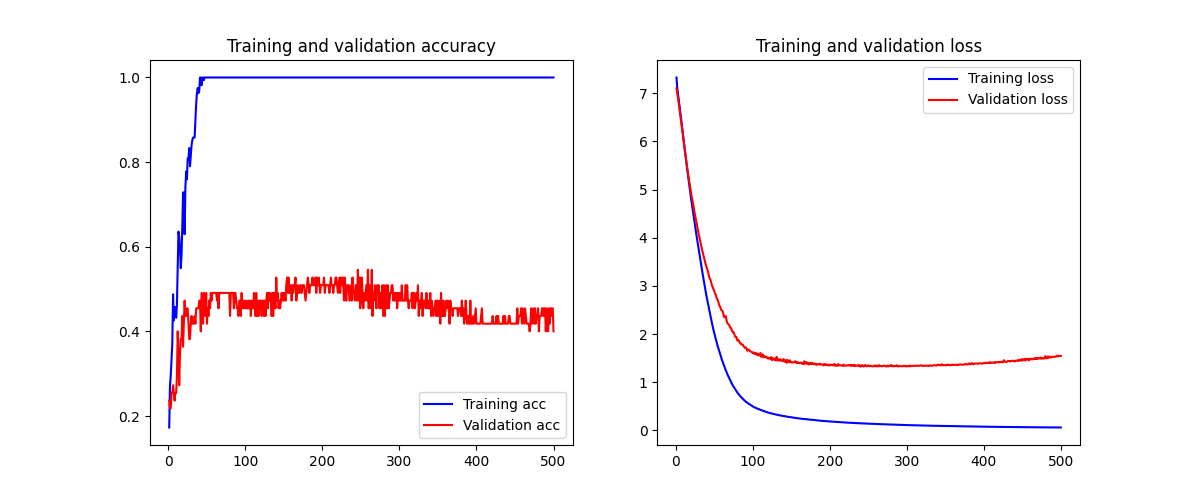 Training and validation accuracy
1.0
0.8
0.6
0.4
0.2
0 100 200 300 400 500
Training acc
Validation acc
Training and validation loss
7
6
5
4
3
2
1
0
0 100 200 300 400 500
Training loss
Validation loss